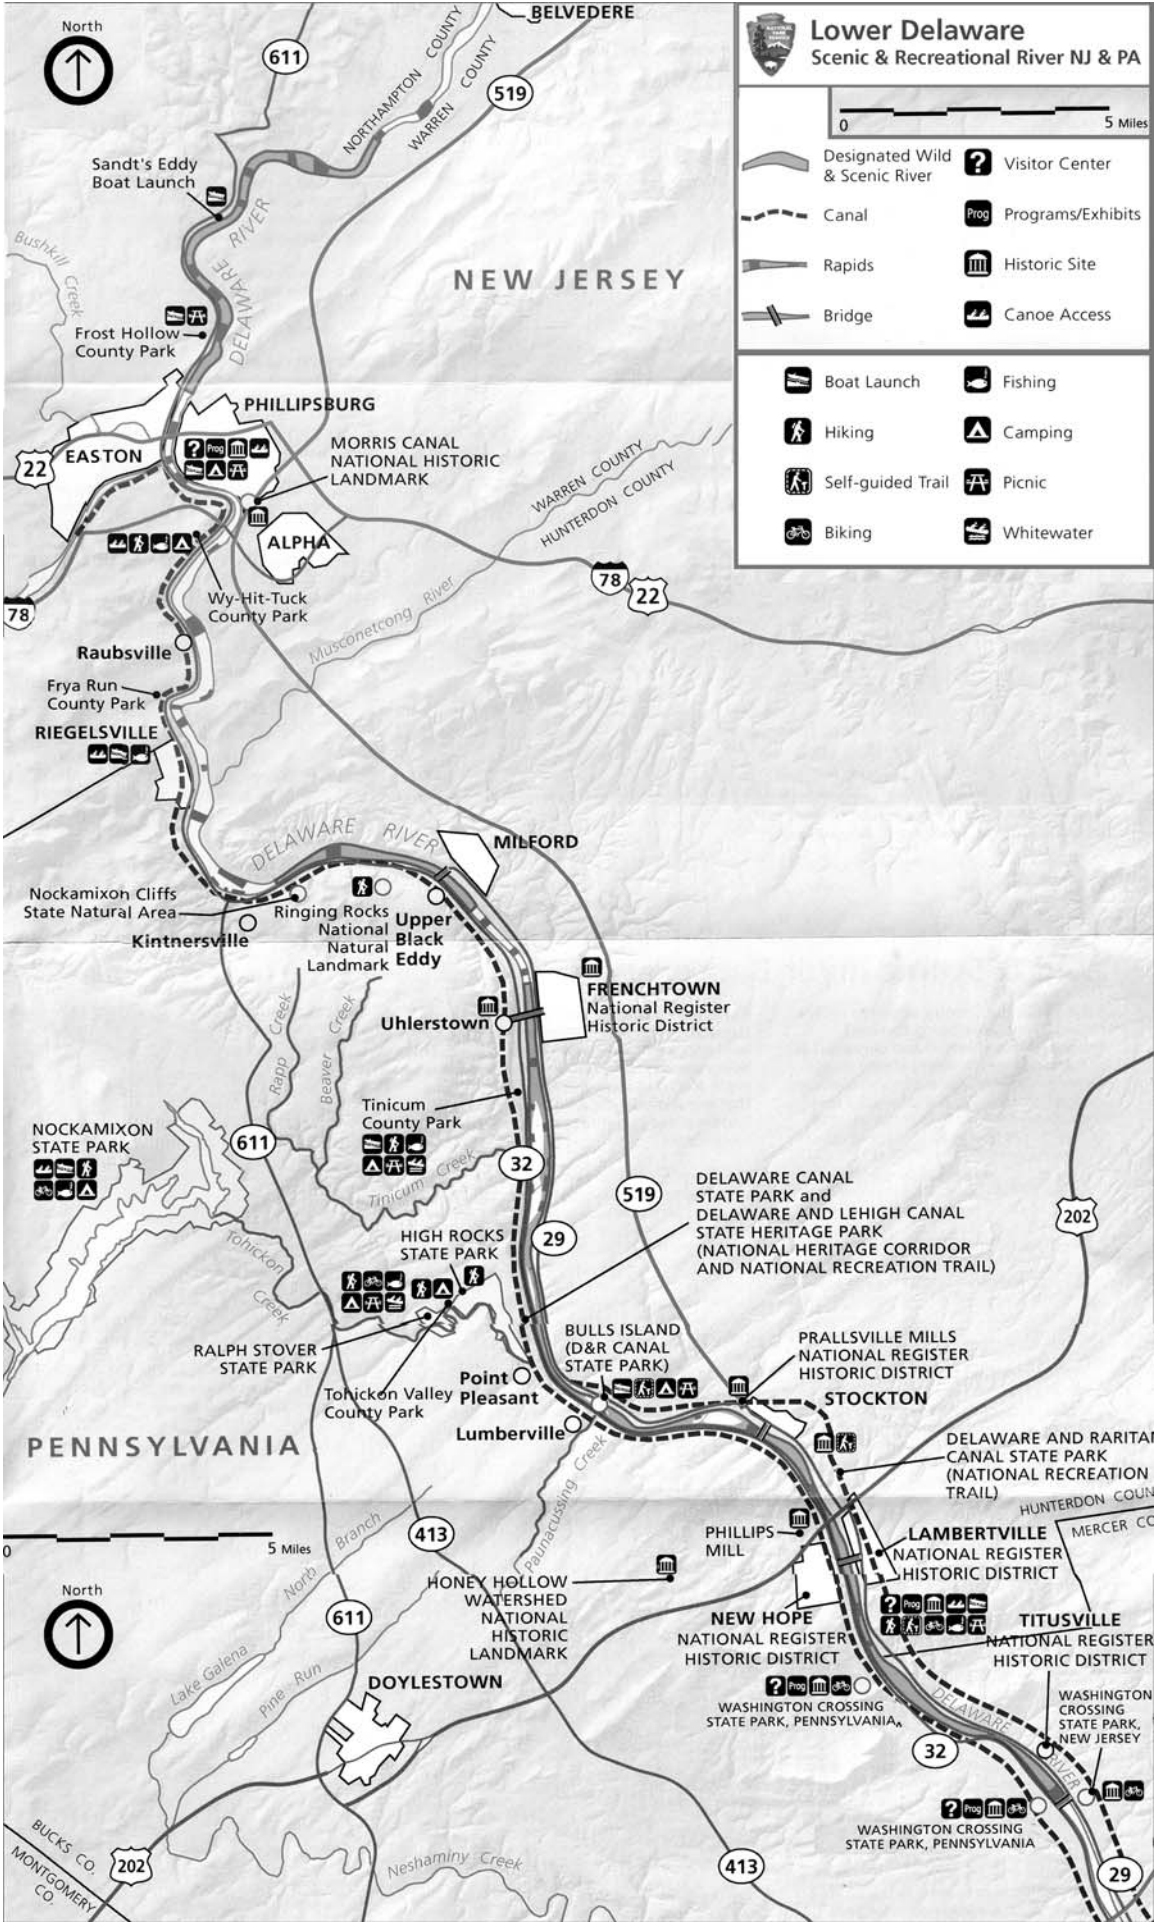 North
BELVEDERE
611
519
NORTHAMPTON COUNTY
WARREN COUNTY
Lower Delaware
Scenic & Recreational River NJ & PA
0
5 Miles
Designated Wild
& Scenic River
Canal
Rapids
Bridge
?
Visitor Center
Prog
Programs/Exhibits
Historic Site
Canoe Access
Boat Launch
Hiking
Self-guided Trail
Biking
Fishing
Camping
Picnic
Whitewater
Sandt's Eddy
Boat Launch
DELAWARE RIVER
Bushkill
Creek
NEW JERSEY
Frost Hollow
County Park
PHILLIPSBURG
EASTON
22
? Prog
MORRIS CANAL
NATIONAL HISTORIC
LANDMARK
WARREN COUNTY
HUNTERDON COUNTY
ALPHA
78
22
78
Wy-Hit-Tuck
County Park
Musconetcong River
Raubsville
Frya Run
County Park
RIEGELSVILLE
DELAWARE RIVER
MILFORD
Nockamixon Cliffs
State Natural Area
Kintnersville
Ringing Rocks
National
Natural
Landmark
Upper
Black
Eddy
FRENCHTOWN
National Register
Historic District
Uhlerstown
Rapp Creek
Beaver Creek
Tinicum
County Park
NOCKAMIXON
STATE PARK
611
32
Tinicum Creek
519
DELAWARE CANAL
STATE PARK and
DELAWARE AND LEHIGH CANAL
STATE HERITAGE PARK
(NATIONAL HERITAGE CORRIDOR
AND NATIONAL RECREATION TRAIL)
202
29
HIGH ROCKS
STATE PARK
Tohickon
Creek
RALPH STOVER
STATE PARK
Tohickon Valley
County Park
BULLS ISLAND
(D&R CANAL
STATE PARK)
PRALLSVILLE MILLS
NATIONAL REGISTER
HISTORIC DISTRICT
STOCKTON
Point
Pleasant
Lumberville
PENNSYLVANIA
Paunacussing Creek
DELAWARE AND RARITAN
CANAL STATE PARK
(NATIONAL RECREATION
TRAIL)
HUNTERDON COUN
MERCER CO
0
5 Miles
North
North Branch
413
PHILLIPS
MILL
LAMBERTVILLE
NATIONAL REGISTER
HISTORIC DISTRICT
HONEY HOLLOW
WATERSHED
NATIONAL
HISTORIC
LANDMARK
611
? Prog
NEW HOPE
NATIONAL REGISTER
HISTORIC DISTRICT
TITUSVILLE
NATIONAL REGISTER
HISTORIC DISTRICT
Lake Galena
Pine Run
DOYLESTOWN
? Prog
WASHINGTON CROSSING
STATE PARK, PENNSYLVANIA
DELAWARE
RIVER
WASHINGTON
CROSSING
STATE PARK,
NEW JERSEY
32
? Prog
WASHINGTON CROSSING
STATE PARK, PENNSYLVANIA
BUCKS CO.
MONTGOMERY
CO.
202
Neshaminy Creek
413
29